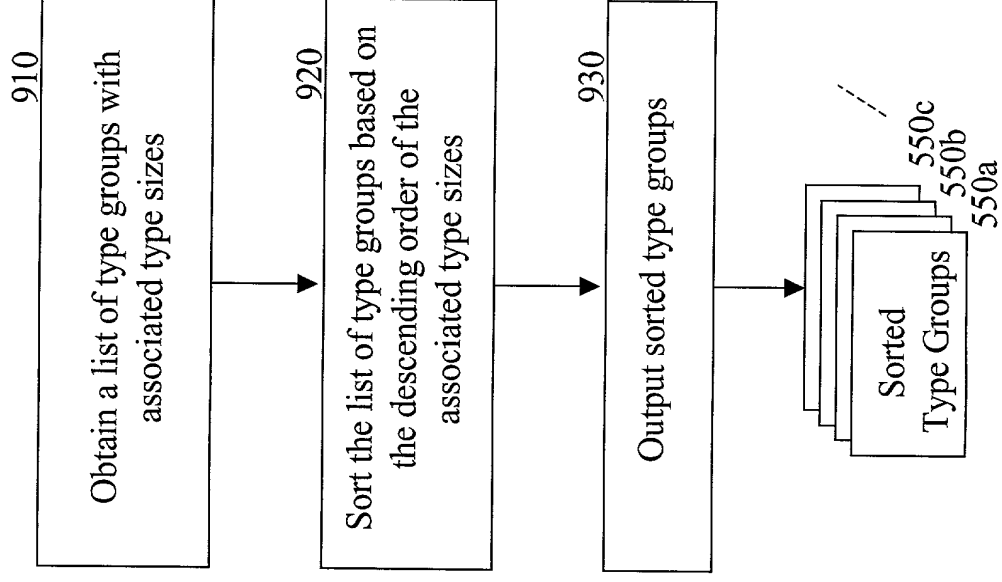 910
Obtain a list of type groups with
associated type sizes
920
Sort the list of type groups based on
the descending order of the
associated type sizes
930
Output sorted type groups
Sorted
Type Groups
550a
550b
550c